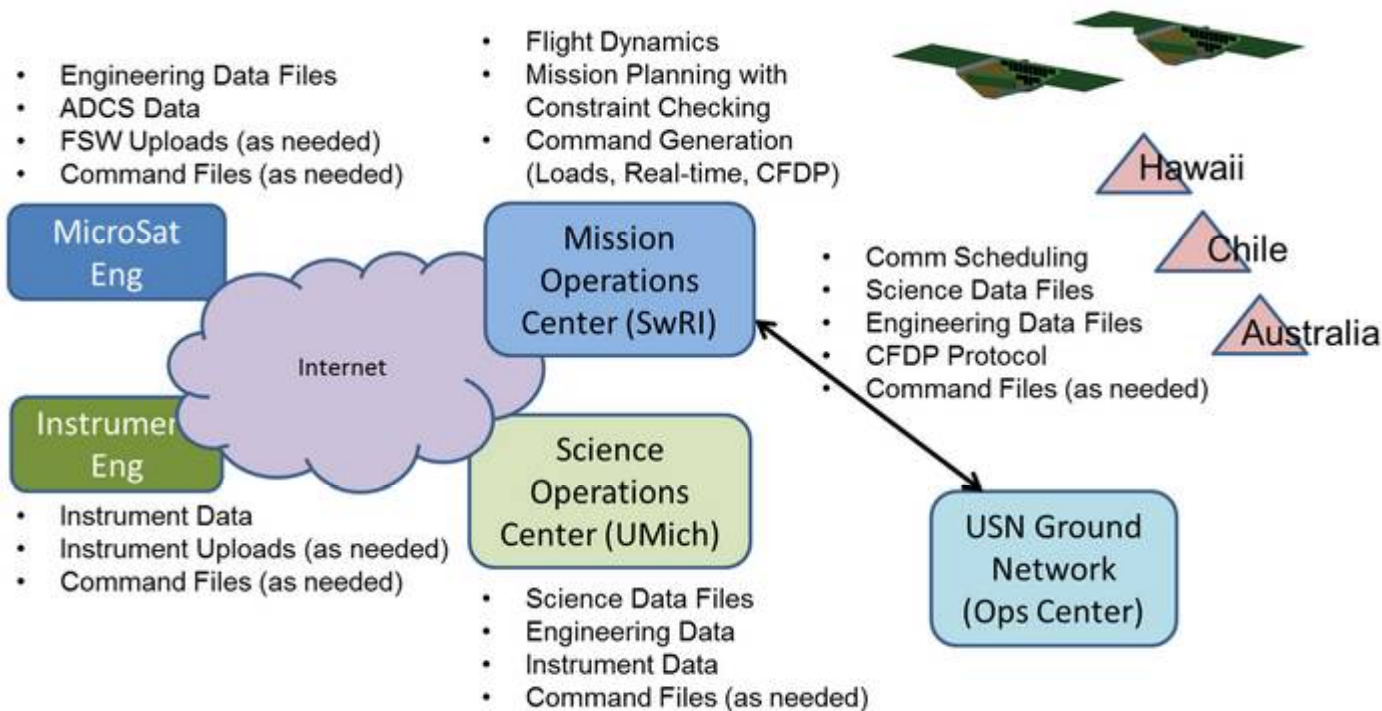 • Engineering Data Files
• ADCS Data
• FSW Uploads (as needed)
• Command Files (as needed)
• Flight Dynamics
• Mission Planning with
Constraint Checking
• Command Generation
(Loads, Real-time, CFDP)
Hawaii
Chile
Australia
MicroSat
Eng
Mission
Operations
Center (SwRI)
• Comm Scheduling
• Science Data Files
• Engineering Data Files
• CFDP Protocol
• Command Files (as needed)
Internet
Instrumen
Eng
• Instrument Data
• Instrument Uploads (as needed)
• Command Files (as needed)
Science
Operations
Center (UMich)
• Science Data Files
• Engineering Data
• Instrument Data
• Command Files (as needed)
USN Ground
Network
(Ops Center)